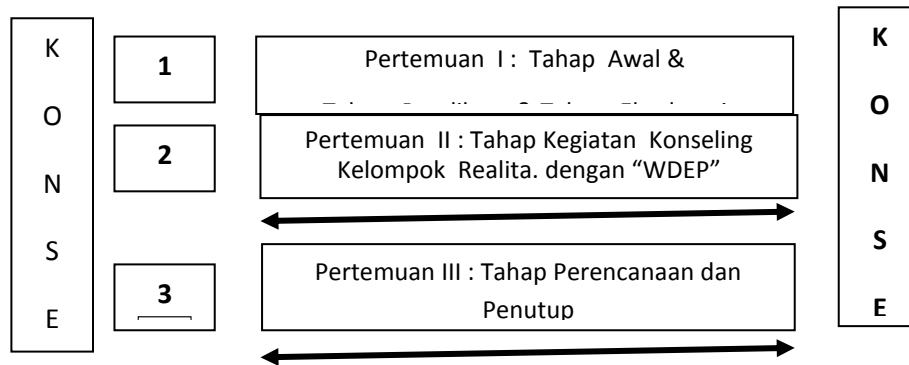 K
O
N
S
E
1
Pertemuan I : Tahap Awal &
2
Pertemuan II : Tahap Kegiatan Konseling
Kelompok Realita. dengan “WDEP”
3
Pertemuan III : Tahap Perencanaan dan
Penutup
K
O
N
S
E